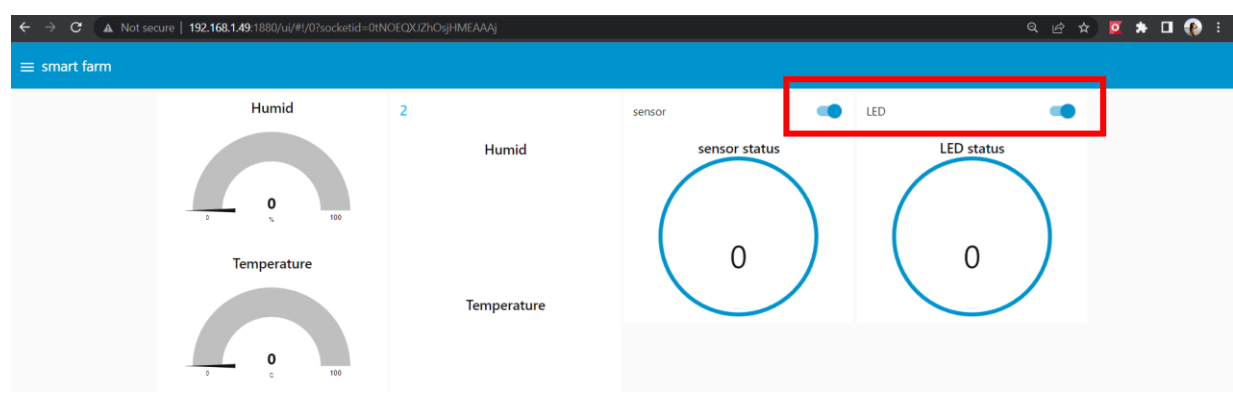 Not secure | 192.168.1.49:1880/ui/#!/0?socketid=0tNOEQXJZhOsjHMEAAAj
smart farm
Humid
0
%
0 100
Temperature
0
C
0 100
2
Humid
Temperature
sensor
sensor status
0
LED
LED status
0